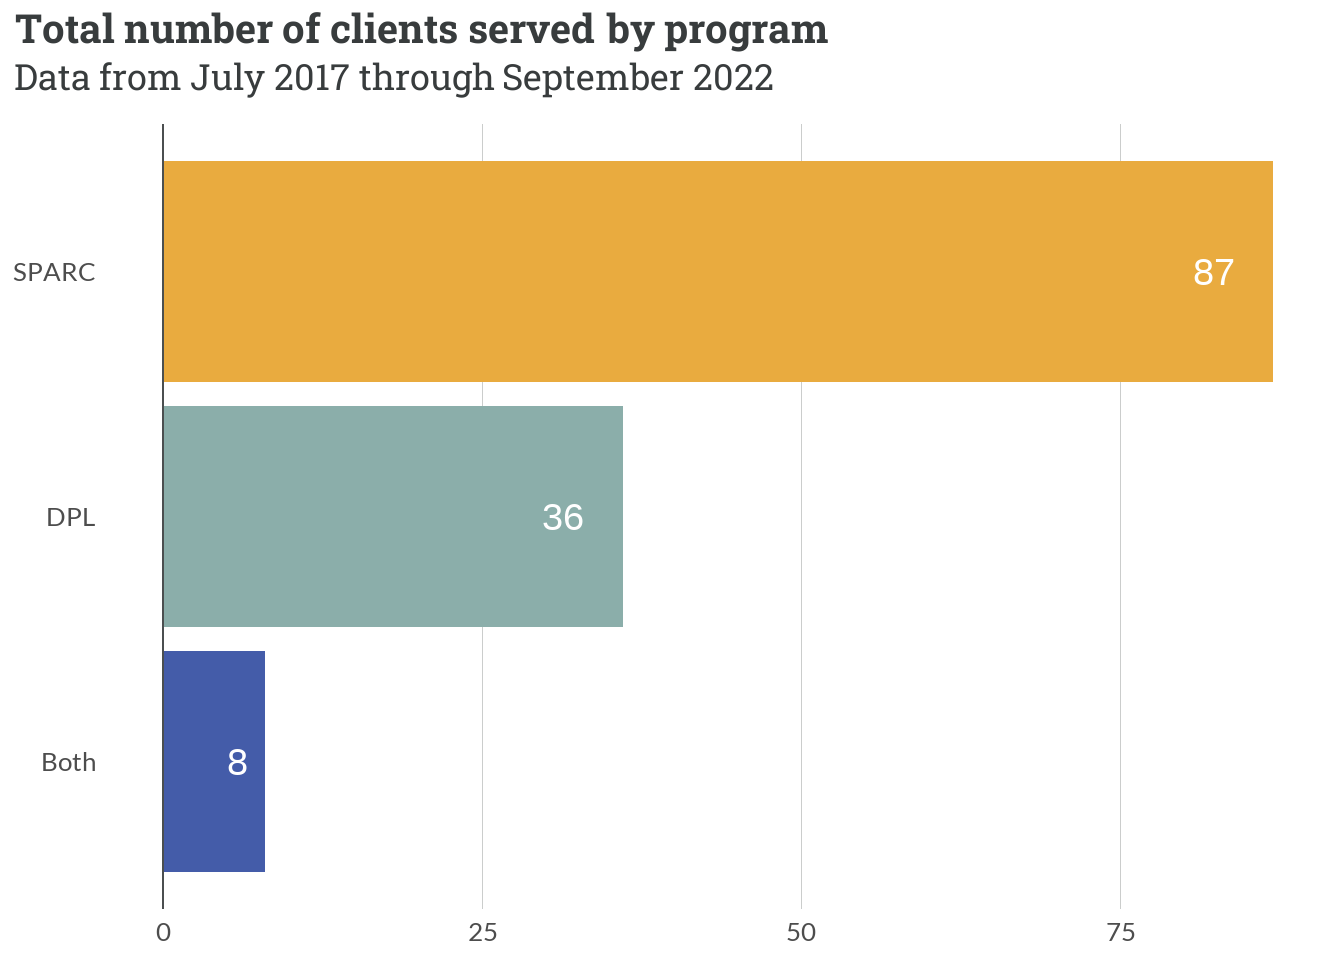 Total number of clients served by program
Data from July 2017 through September 2022
SPARC
87
DPL
36
Both
8
0 25 50 75